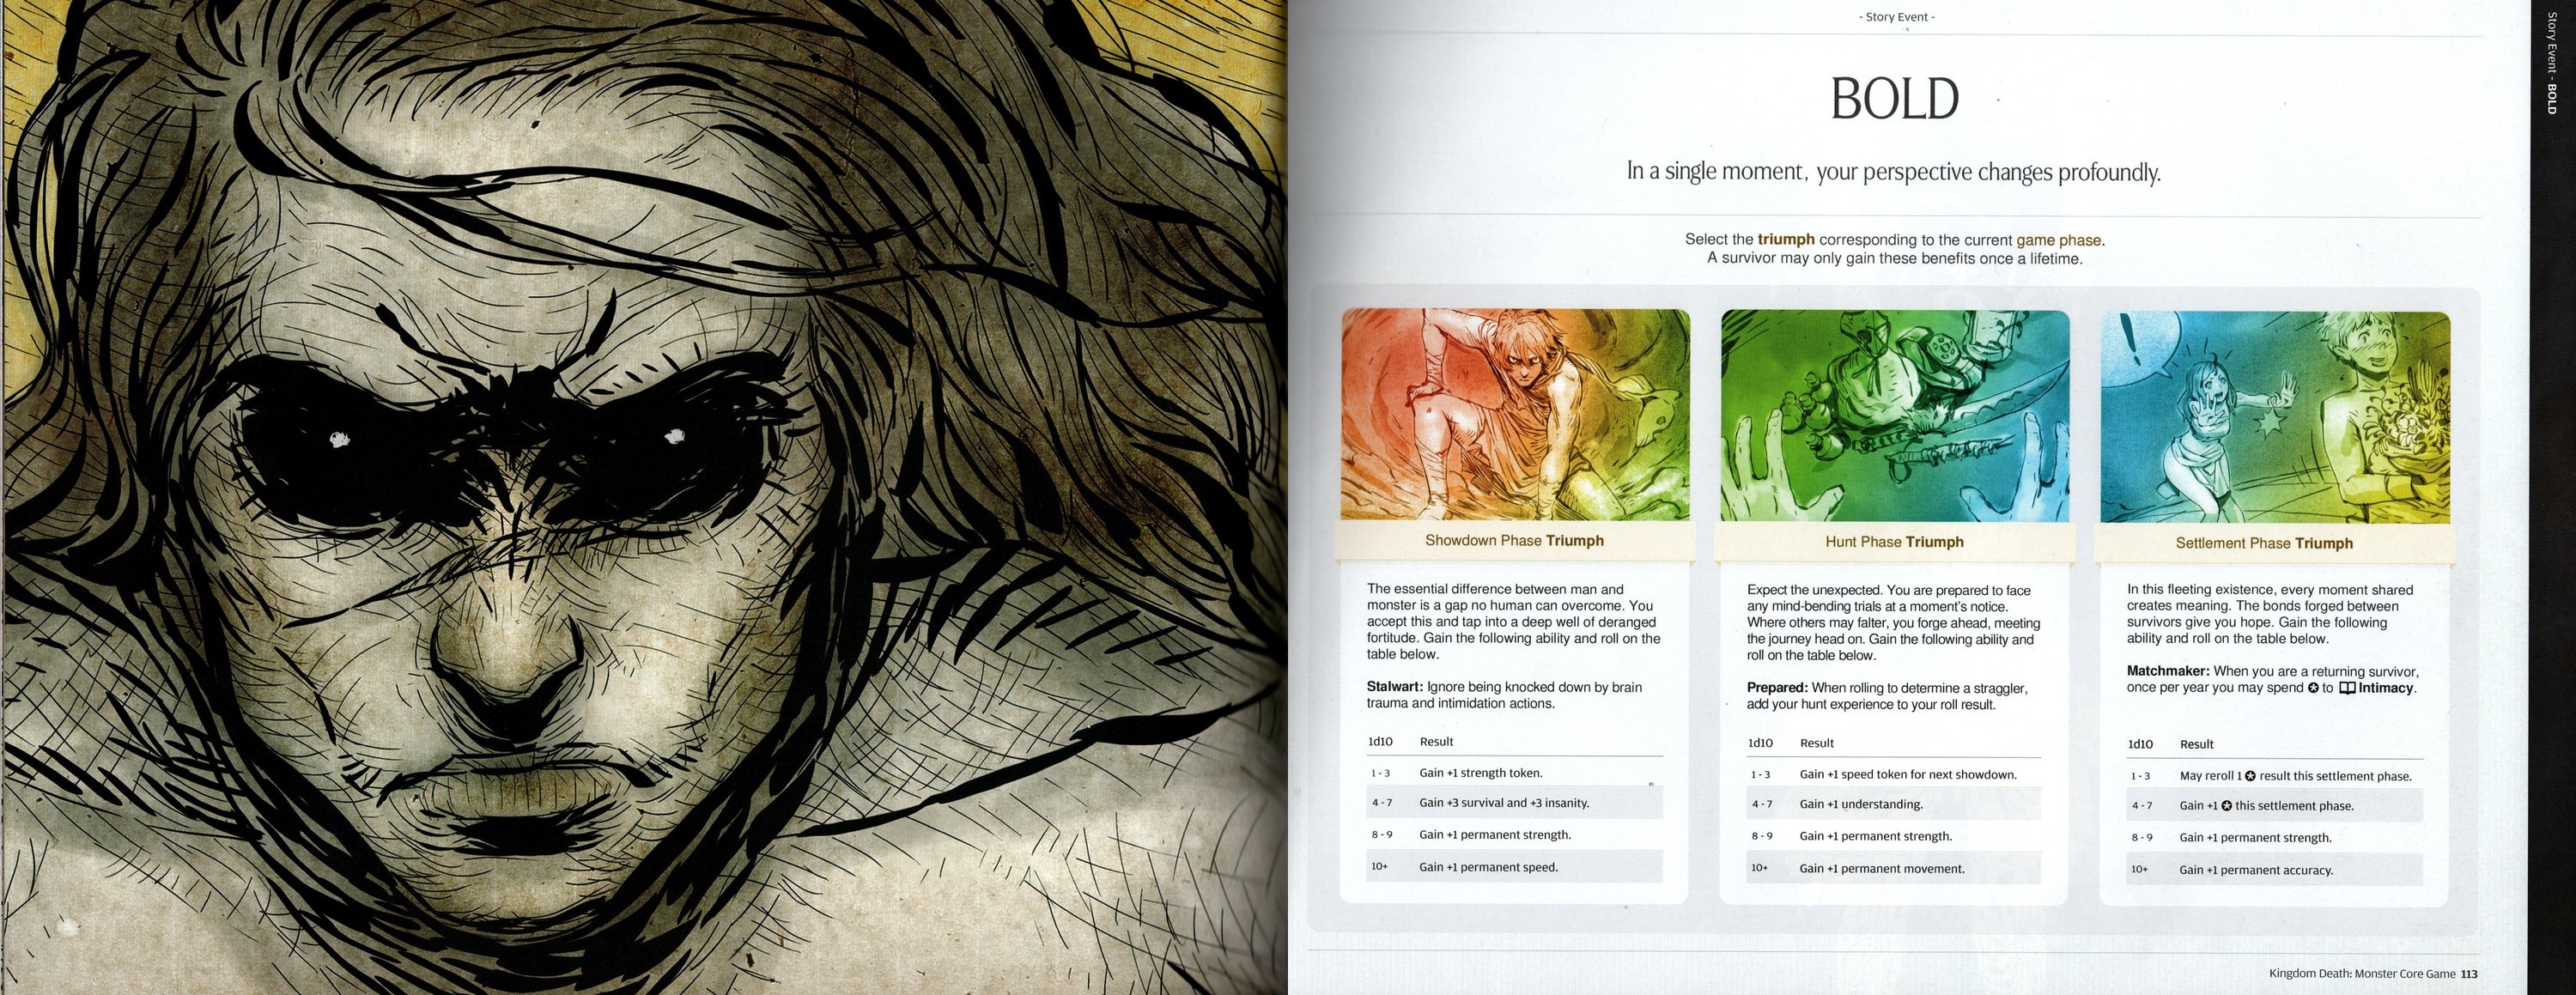 - Story Event -
Story Event - BOLD
BOLD
In a single moment, your perspective changes profoundly.
Select the triumph corresponding to the current game phase.
A survivor may only gain these benefits once a lifetime.
Showdown Phase Triumph
The essential difference between man and
monster is a gap no human can overcome. You
accept this and tap into a deep well of deranged
fortitude. Gain the following ability and roll on the
table below.
Stalwart: Ignore being knocked down by brain
trauma and intimidation actions.
1d10 Result
1 - 3 Gain +1 strength token.
4 - 7 Gain +3 survival and +3 insanity.
8 - 9 Gain +1 permanent strength.
10+ Gain +1 permanent speed.
Hunt Phase Triumph
Expect the unexpected. You are prepared to face
any mind-bending trials at a moment's notice.
Where others may falter, you forge ahead, meeting
the journey head on. Gain the following ability and
roll on the table below.
Prepared: When rolling to determine a straggler,
add your hunt experience to your roll result.
1d10 Result
1 - 3 Gain +1 speed token for next showdown.
4 - 7 Gain +1 understanding.
8 - 9 Gain +1 permanent strength.
10+ Gain +1 permanent movement.
!
Settlement Phase Triumph
In this fleeting existence, every moment shared
creates meaning. The bonds forged between
survivors give you hope. Gain the following
ability and roll on the table below.
Matchmaker: When you are a returning survivor,
once per year you may spend ✪ to 🕮 Intimacy.
1d10 Result
1 - 3 May reroll 1 ✪ result this settlement phase.
4 - 7 Gain +1 ✪ this settlement phase.
8 - 9 Gain +1 permanent strength.
10+ Gain +1 permanent accuracy.
Kingdom Death: Monster Core Game 113